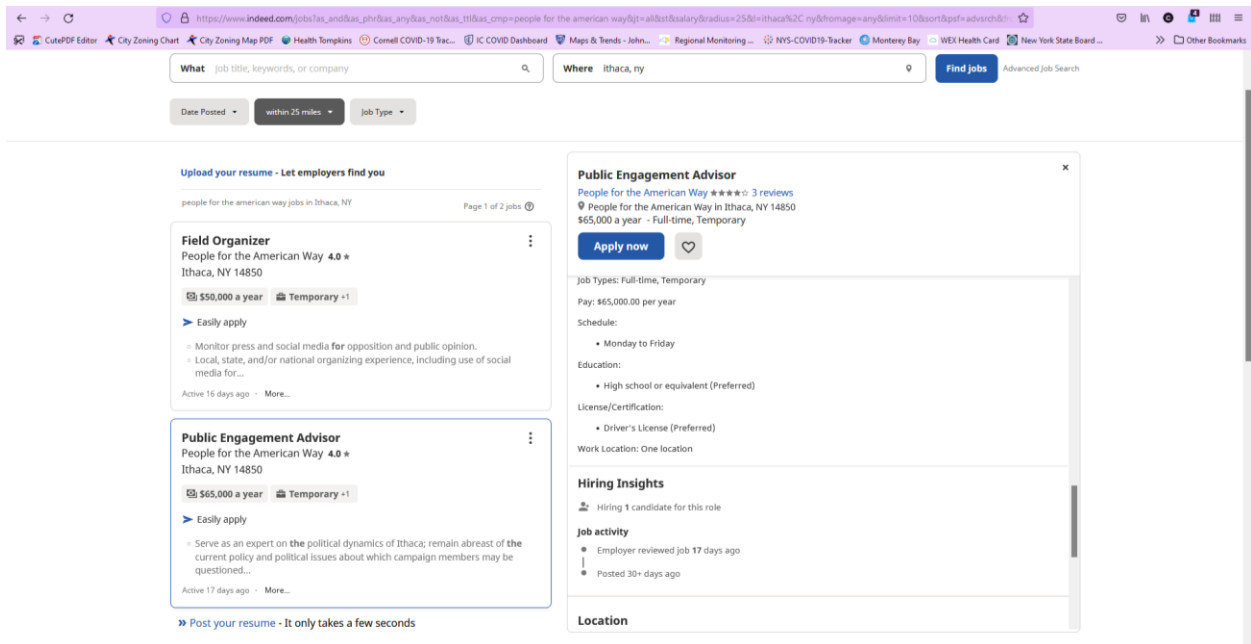 https://www.indeed.com/jobs?as_and&as_phr&as_any&as_not&as_ttl&as_cmp=people for the american way&jt=all&st&salary&radius=25&l=ithaca%2C ny&fromage=any&limit=10&sort&psf=advsrch&
CutePDF Editor City Zoning Chart City Zoning Map PDF Health Tompkins Cornell COVID-19 Trac... IC COVID Dashboard Maps & Trends - John... Regional Monitoring ... NYS-COVID19-Tracker Monterey Bay WEX Health Card New York State Board ... Other Bookmarks
What job title, keywords, or company
Where ithaca, ny
Find jobs
Advanced Job Search
Date Posted
within 25 miles
Job Type
Upload your resume - Let employers find you
people for the american way jobs in Ithaca, NY
Page 1 of 2 jobs
Field Organizer
People for the American Way 4.0
Ithaca, NY 14850
$50,000 a year Temporary +1
Easily apply
Monitor press and social media for opposition and public opinion.
Local, state, and/or national organizing experience, including use of social
media for...
Active 16 days ago · More...
Public Engagement Advisor
People for the American Way 4.0
Ithaca, NY 14850
$65,000 a year Temporary +1
Easily apply
Serve as an expert on the political dynamics of Ithaca; remain abreast of the
current policy and political issues about which campaign members may be
questioned...
Active 17 days ago · More...
Post your resume - It only takes a few seconds
Public Engagement Advisor
People for the American Way 3 reviews
People for the American Way in Ithaca, NY 14850
$65,000 a year - Full-time, Temporary
Apply now
Job Types: Full-time, Temporary
Pay: $65,000.00 per year
Schedule:
Monday to Friday
Education:
High school or equivalent (Preferred)
License/Certification:
Driver's License (Preferred)
Work Location: One location
Hiring Insights
Hiring 1 candidate for this role
Job activity
Employer reviewed job 17 days ago
Posted 30+ days ago
Location